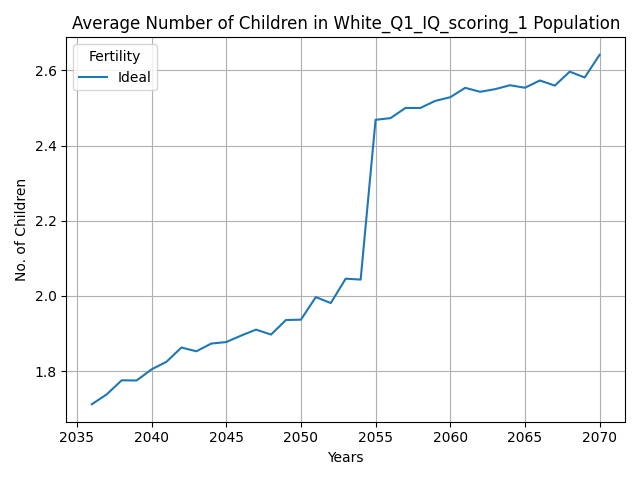 Average Number of Children in White_Q1_IQ_scoring_1 Population
Fertility
Ideal
No. of Children
2.6
2.4
2.2
2.0
1.8
2035 2040 2045 2050 2055 2060 2065 2070
Years